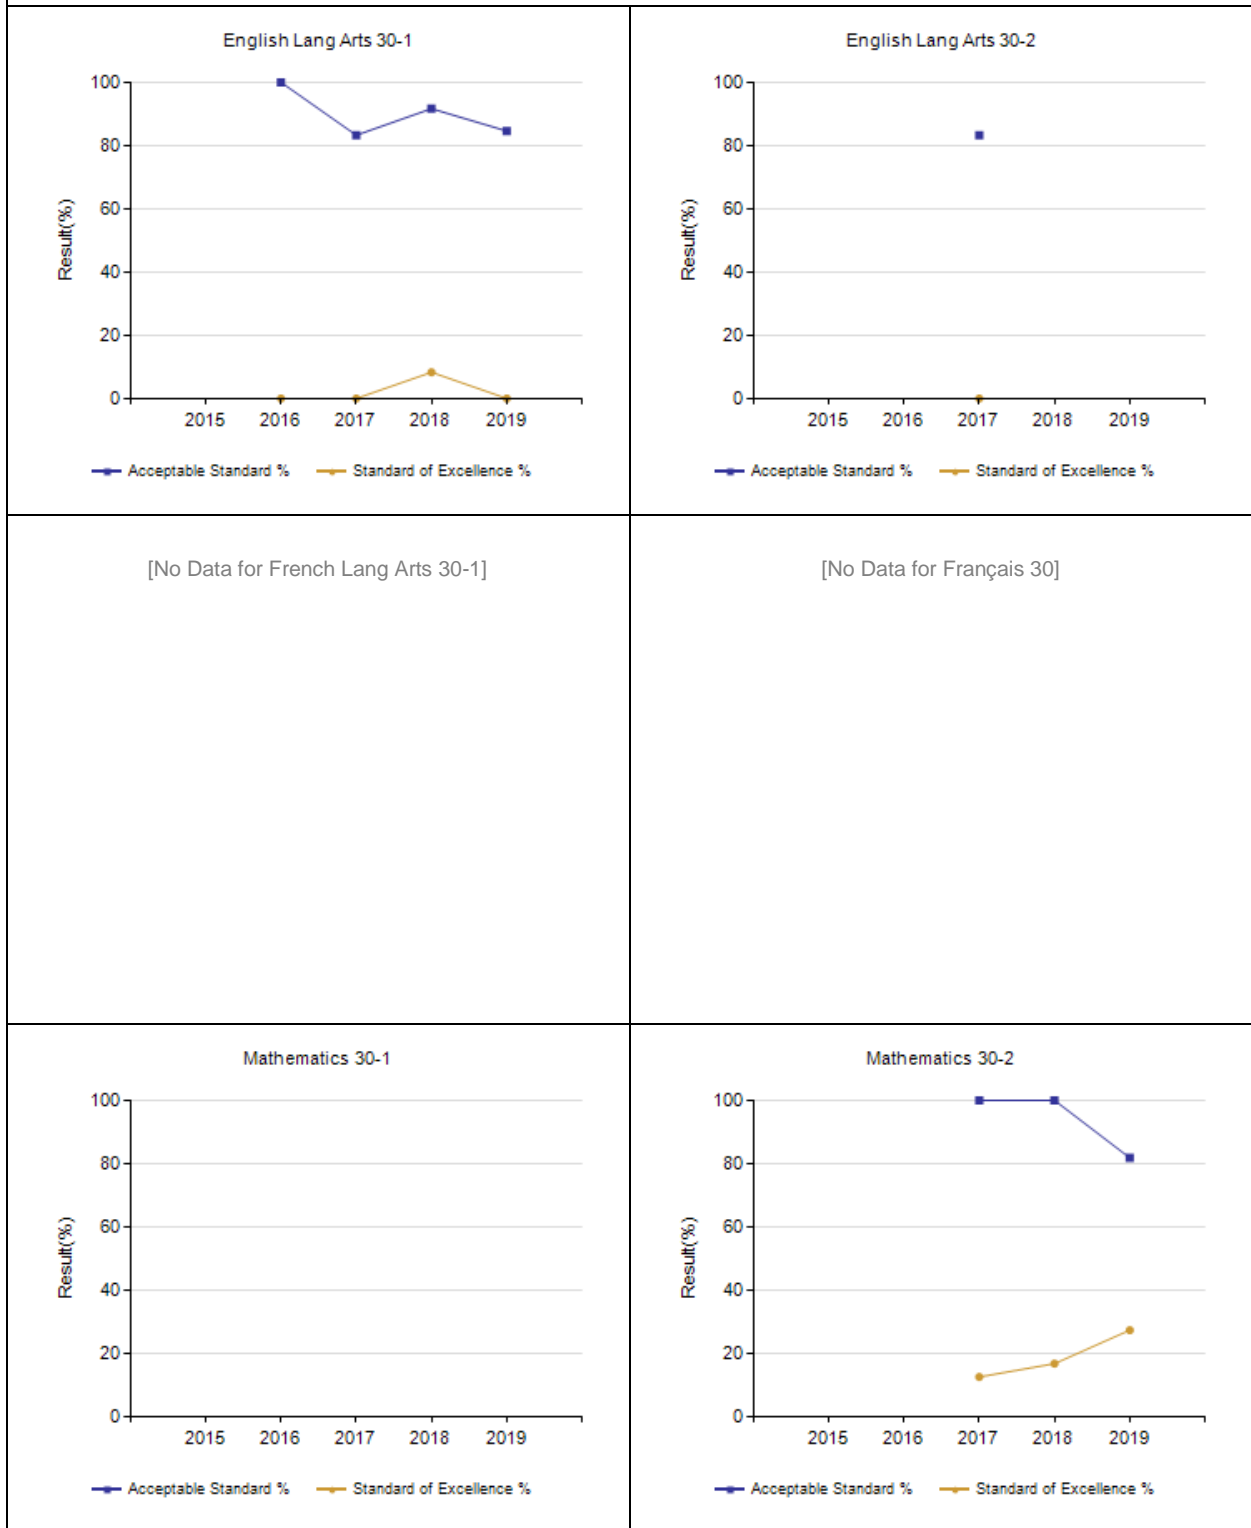 English Lang Arts 30-1
100
80
60
40
20
0
Result(%)
2015 2016 2017 2018 2019
Acceptable Standard % Standard of Excellence %
English Lang Arts 30-2
100
80
60
40
20
0
Result(%)
2015 2016 2017 2018 2019
Acceptable Standard % Standard of Excellence %
[No Data for French Lang Arts 30-1]
[No Data for Français 30]
Mathematics 30-1
100
80
60
40
20
0
Result(%)
2015 2016 2017 2018 2019
Acceptable Standard % Standard of Excellence %
Mathematics 30-2
100
80
60
40
20
0
Result(%)
2015 2016 2017 2018 2019
Acceptable Standard % Standard of Excellence %